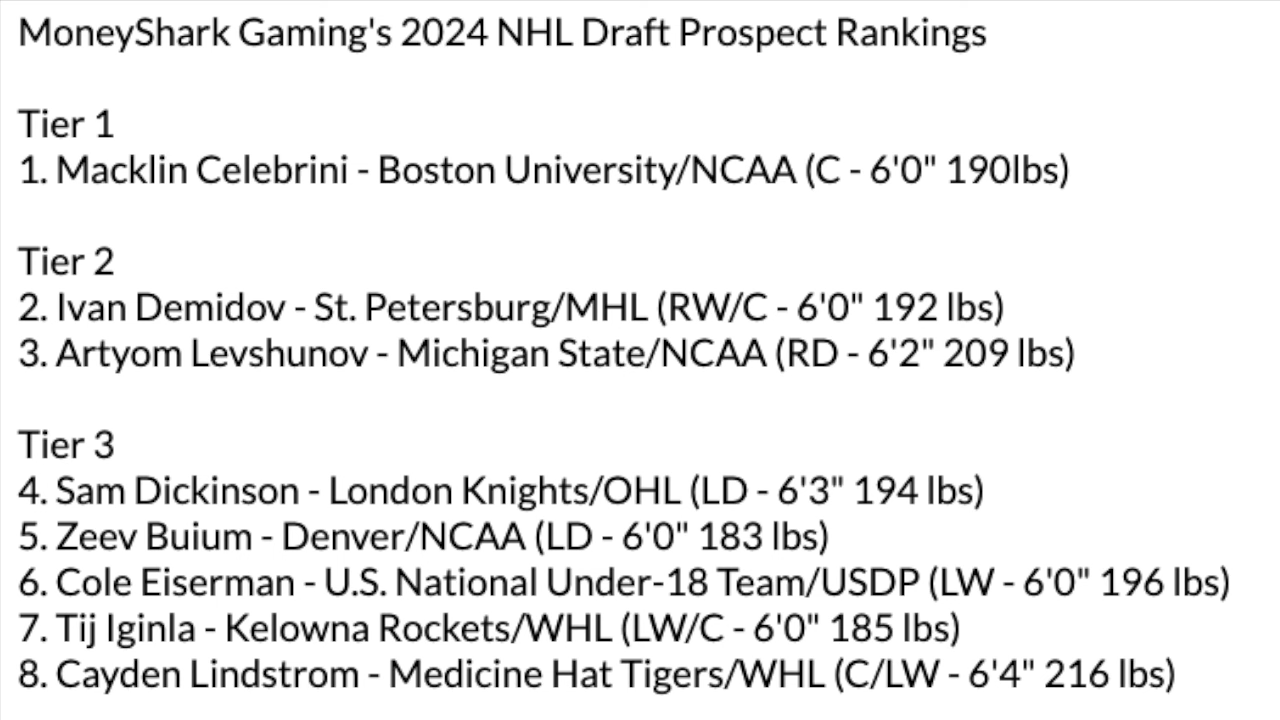 MoneyShark Gaming's 2024 NHL Draft Prospect Rankings
Tier 1
1. Macklin Celebrini - Boston University/NCAA (C - 6'0" 190lbs)
Tier 2
2. Ivan Demidov - St. Petersburg/MHL (RW/C - 6'0" 192 lbs)
3. Artyom Levshunov - Michigan State/NCAA (RD - 6'2" 209 lbs)
Tier 3
4. Sam Dickinson - London Knights/OHL (LD - 6'3" 194 lbs)
5. Zeev Buium - Denver/NCAA (LD - 6'0" 183 lbs)
6. Cole Eiserman - U.S. National Under-18 Team/USDP (LW - 6'0" 196 lbs)
7. Tij Iginla - Kelowna Rockets/WHL (LW/C - 6'0" 185 lbs)
8. Cayden Lindstrom - Medicine Hat Tigers/WHL (C/LW - 6'4" 216 lbs)